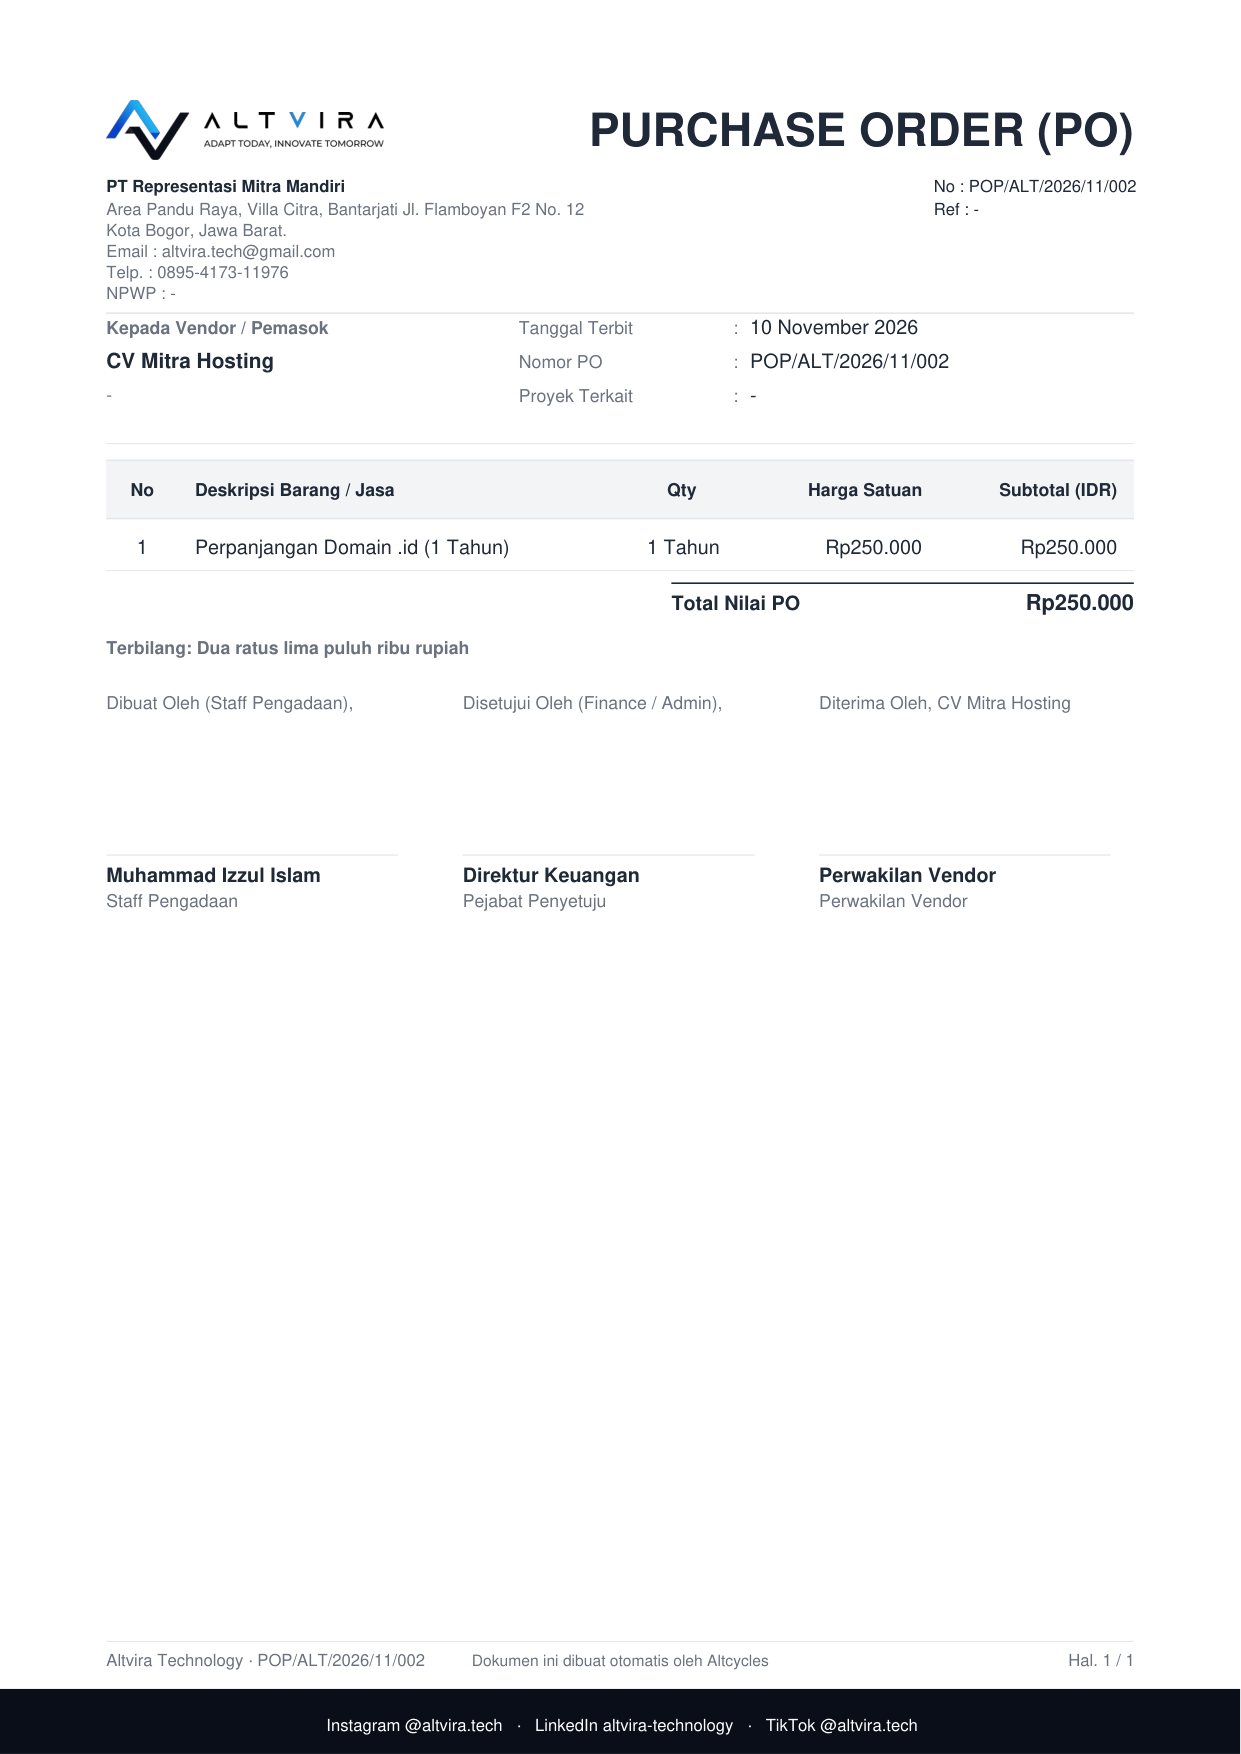 ALTVIRA
ADAPT TODAY, INNOVATE TOMORROW
PURCHASE ORDER (PO)
PT Representasi Mitra Mandiri
Area Pandu Raya, Villa Citra, Bantarjati Jl. Flamboyan F2 No. 12
Kota Bogor, Jawa Barat.
Email : altvira.tech@gmail.com
Telp. : 0895-4173-11976
NPWP : -
No : POP/ALT/2026/11/002
Ref : -
Kepada Vendor / Pemasok
CV Mitra Hosting
-
Tanggal Terbit : 10 November 2026
Nomor PO : POP/ALT/2026/11/002
Proyek Terkait : -
No Deskripsi Barang / Jasa Qty Harga Satuan Subtotal (IDR)
1 Perpanjangan Domain .id (1 Tahun) 1 Tahun Rp250.000 Rp250.000
Total Nilai PO Rp250.000
Terbilang: Dua ratus lima puluh ribu rupiah
Dibuat Oleh (Staff Pengadaan), Disetujui Oleh (Finance / Admin), Diterima Oleh, CV Mitra Hosting
Muhammad Izzul Islam Direktur Keuangan Perwakilan Vendor
Staff Pengadaan Pejabat Penyetuju Perwakilan Vendor
Altvira Technology · POP/ALT/2026/11/002 Dokumen ini dibuat otomatis oleh Altcycles Hal. 1 / 1
Instagram @altvira.tech · LinkedIn altvira-technology · TikTok @altvira.tech